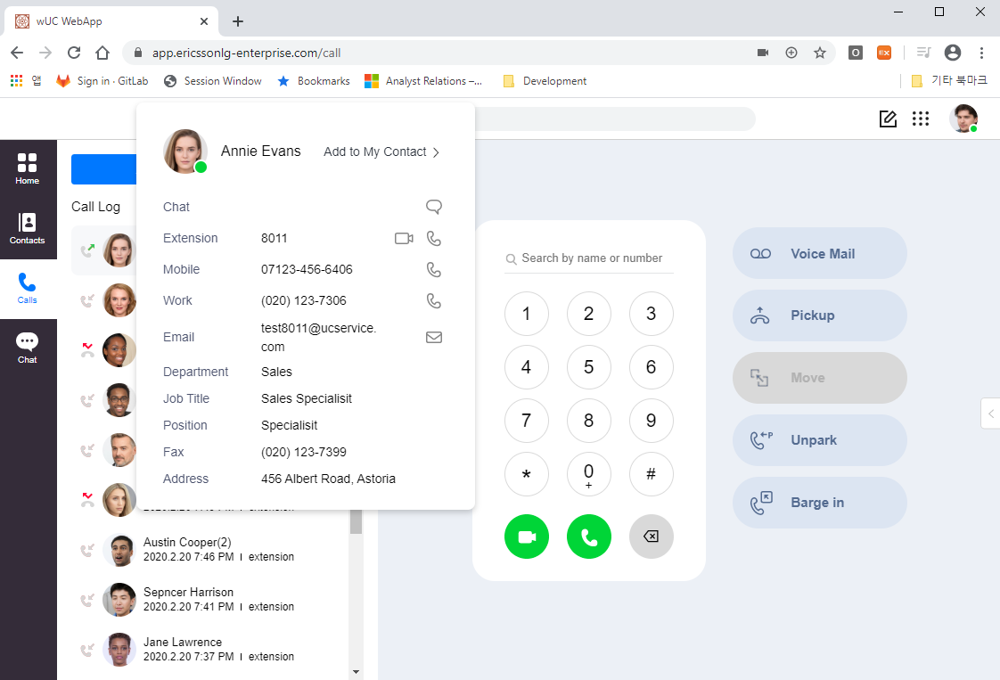 wUC WebApp
app.ericssonlg-enterprise.com/call
앱
Sign in · GitLab
Session Window
Bookmarks
Analyst Relations –...
Development
기타 북마크
Home
Contacts
Calls
Chat
Call Log
Annie Evans
Add to My Contact
Chat
Extension 8011
Mobile 07123-456-6406
Work (020) 123-7306
Email test8011@ucservice.
com
Department Sales
Job Title Sales Specialisit
Position Specialisit
Fax (020) 123-7399
Address 456 Albert Road, Astoria
extension
Austin Cooper(2)
2020.2.20 7:46 PM I extension
Sepncer Harrison
2020.2.20 7:41 PM I extension
Jane Lawrence
2020.2.20 7:37 PM I extension
Search by name or number
1 2 3
4 5 6
7 8 9
* 0 #
+
Voice Mail
Pickup
Move
P
Unpark
Barge in